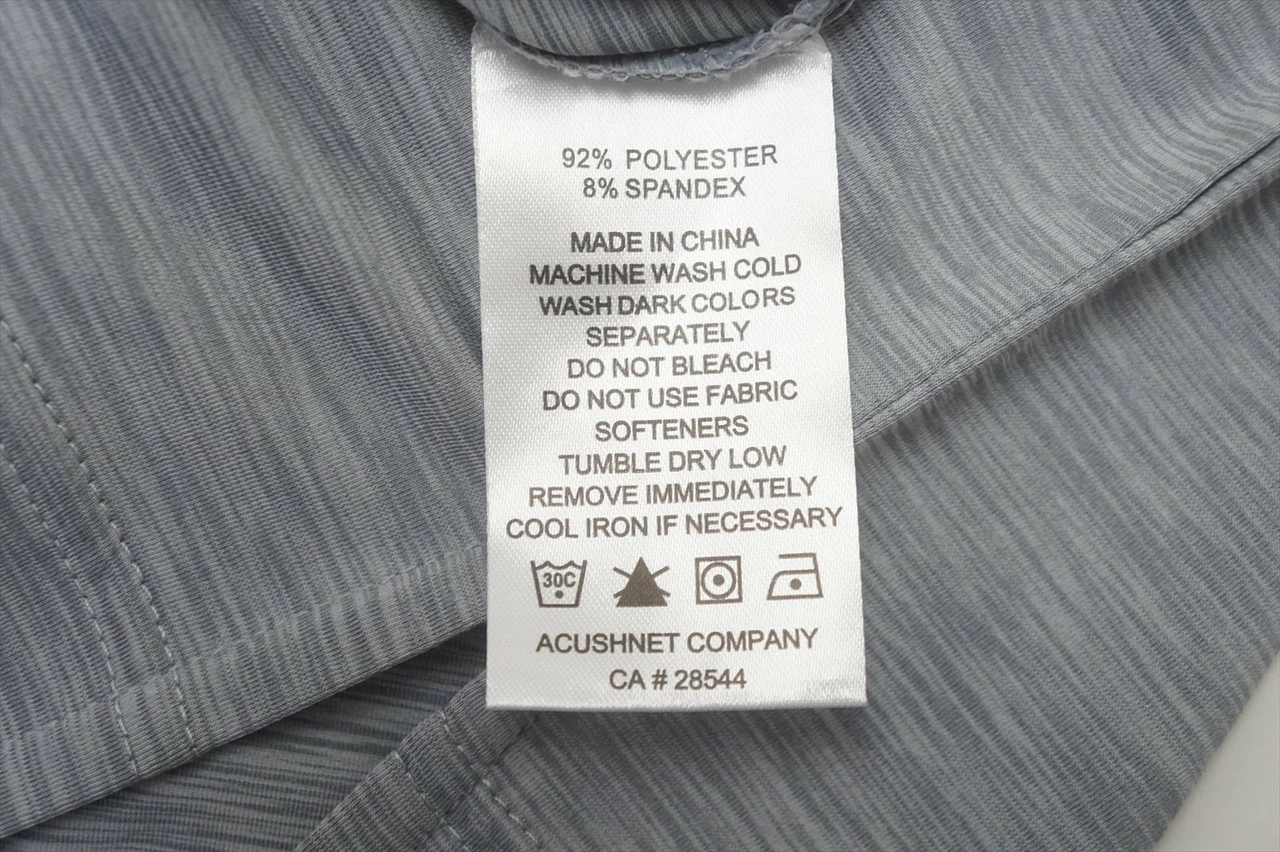 92% POLYESTER
8% SPANDEX
MADE IN CHINA
MACHINE WASH COLD
WASH DARK COLORS
SEPARATELY
DO NOT BLEACH
DO NOT USE FABRIC
SOFTENERS
TUMBLE DRY LOW
REMOVE IMMEDIATELY
COOL IRON IF NECESSARY
30C
ACUSHNET COMPANY
CA # 28544